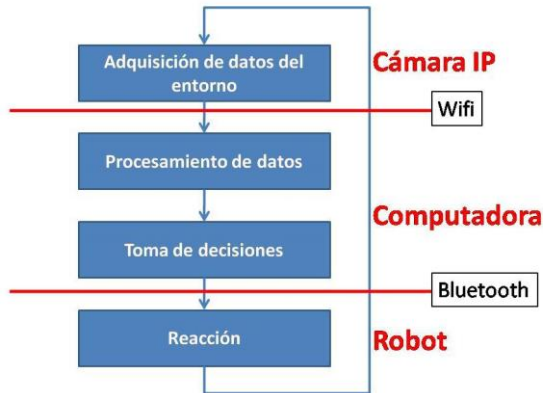 Adquisición de datos del
entorno
Cámara IP
Wifi
Procesamiento de datos
Computadora
Toma de decisiones
Bluetooth
Reacción
Robot